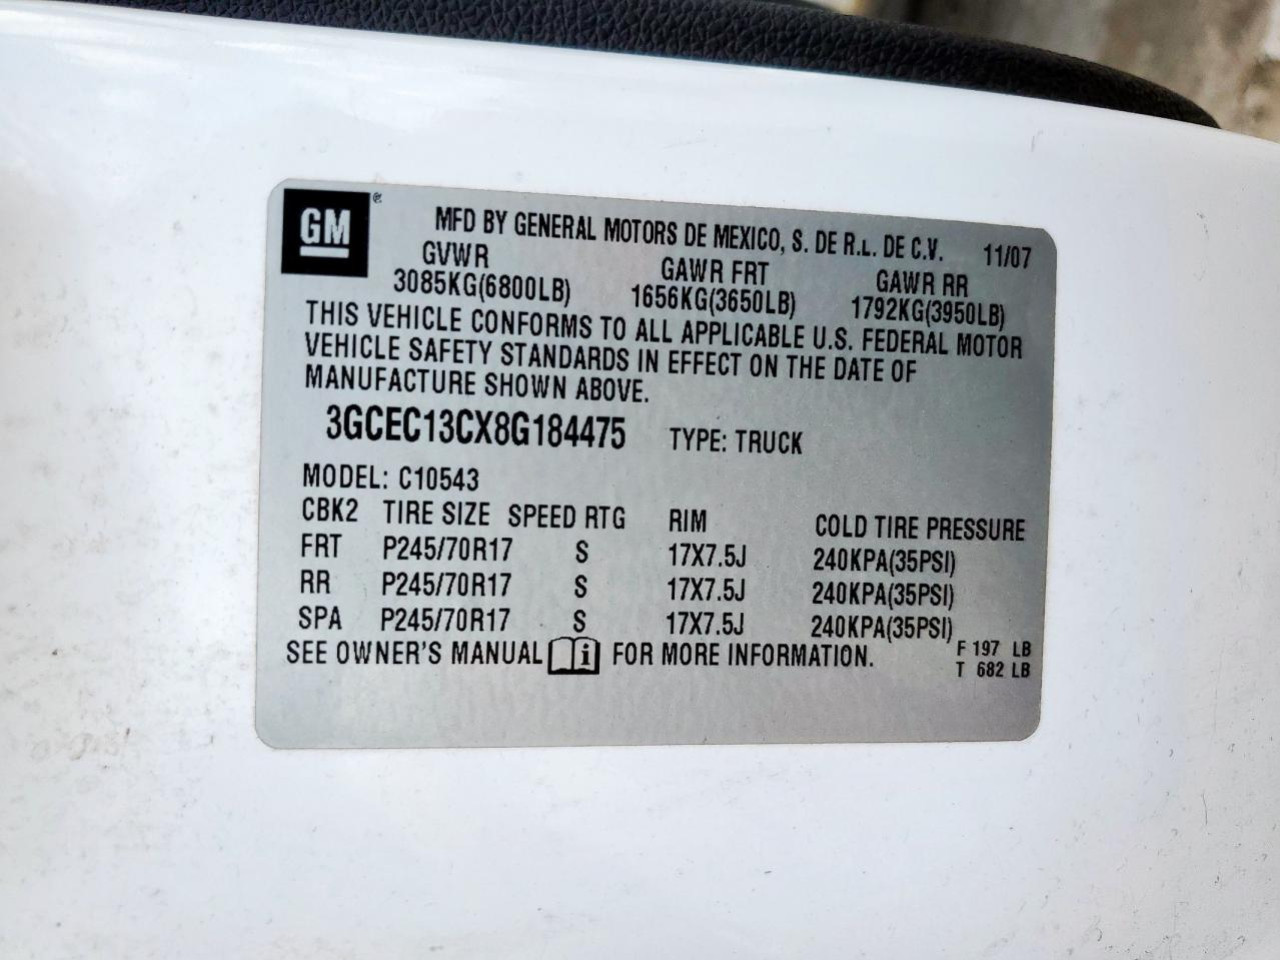 GM ®
MFD BY GENERAL MOTORS DE MEXICO, S. DE R.L. DE C.V. 11/07
GVWR GAWR FRT GAWR RR
3085KG(6800LB) 1656KG(3650LB) 1792KG(3950LB)
THIS VEHICLE CONFORMS TO ALL APPLICABLE U.S. FEDERAL MOTOR
VEHICLE SAFETY STANDARDS IN EFFECT ON THE DATE OF
MANUFACTURE SHOWN ABOVE.
3GCEC13CX8G184475 TYPE: TRUCK
MODEL: C10543
CBK2 TIRE SIZE SPEED RTG RIM COLD TIRE PRESSURE
FRT P245/70R17 S 17X7.5J 240KPA(35PSI)
RR P245/70R17 S 17X7.5J 240KPA(35PSI)
SPA P245/70R17 S 17X7.5J 240KPA(35PSI)
SEE OWNER'S MANUAL i FOR MORE INFORMATION.
F 197 LB
T 682 LB